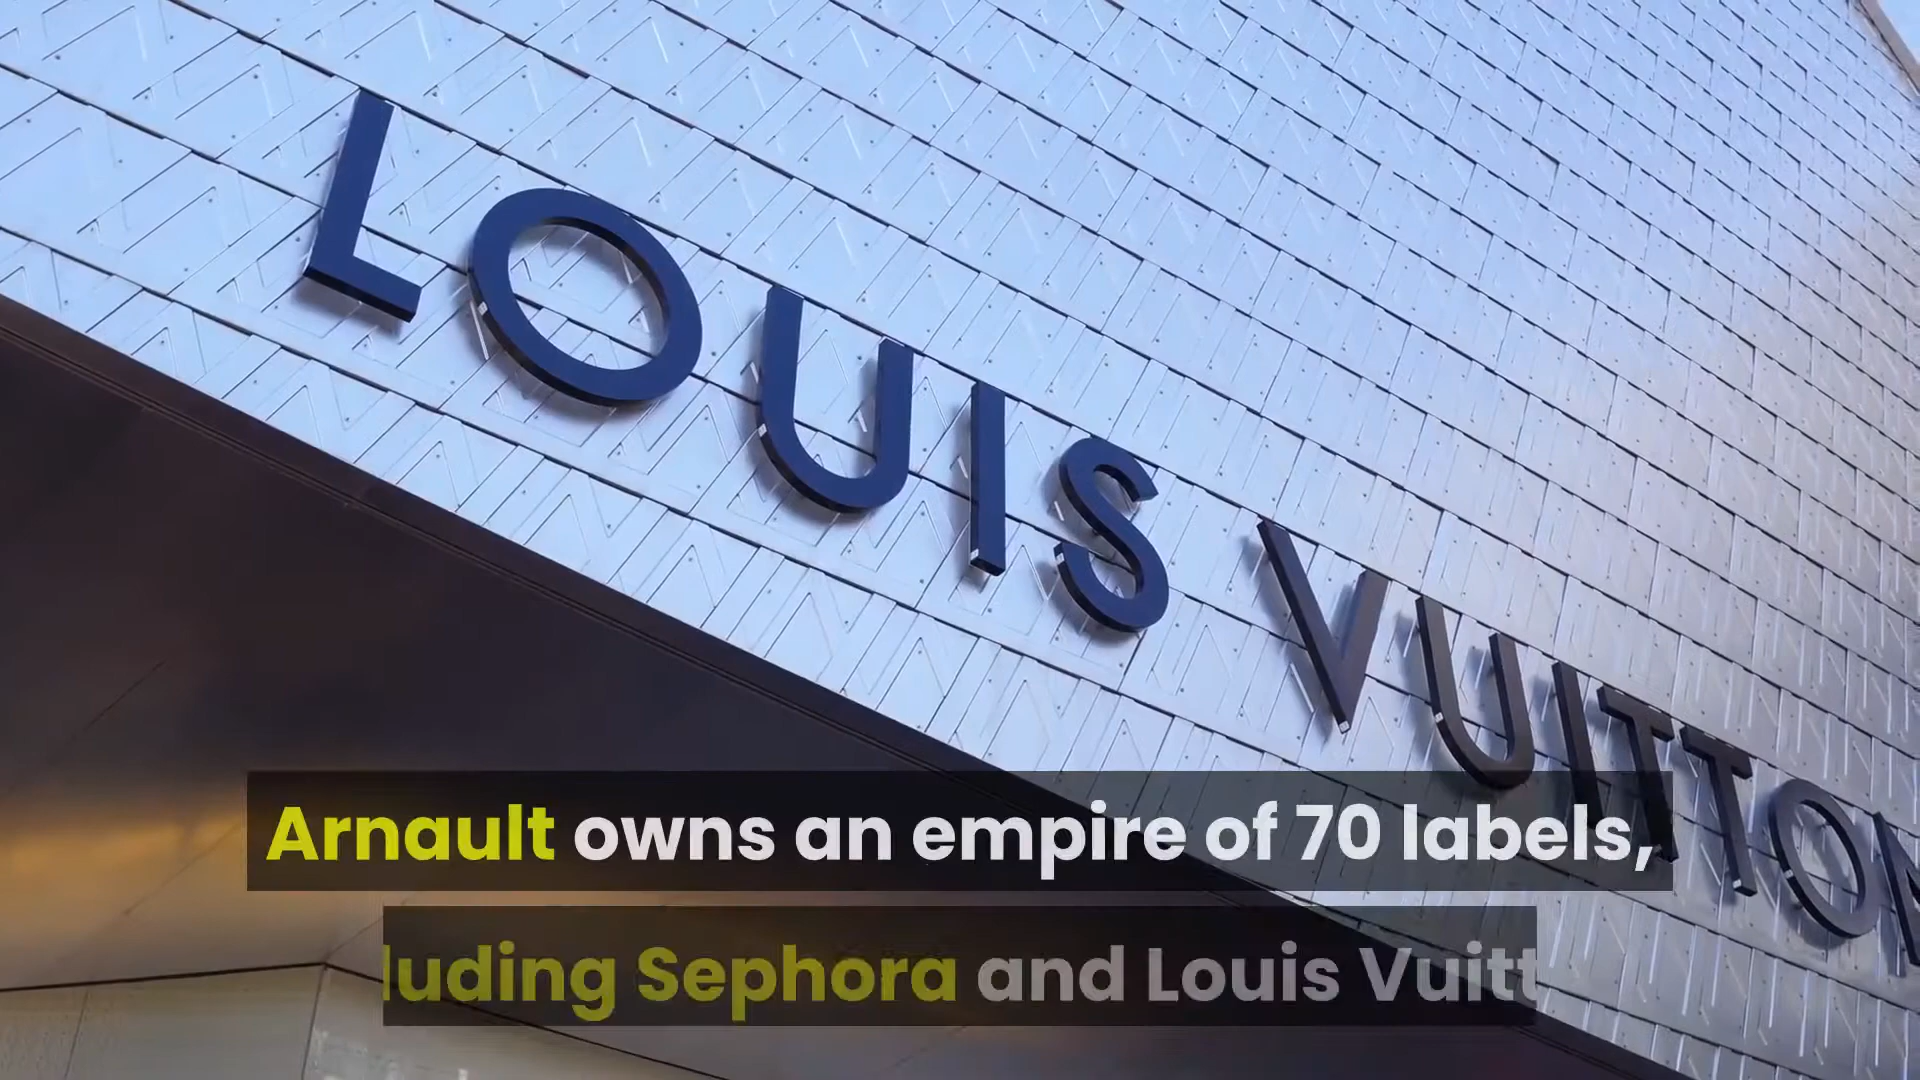 LOUIS VUITTON
Arnault owns an empire of 70 labels,
luding Sephora and Louis Vuitt